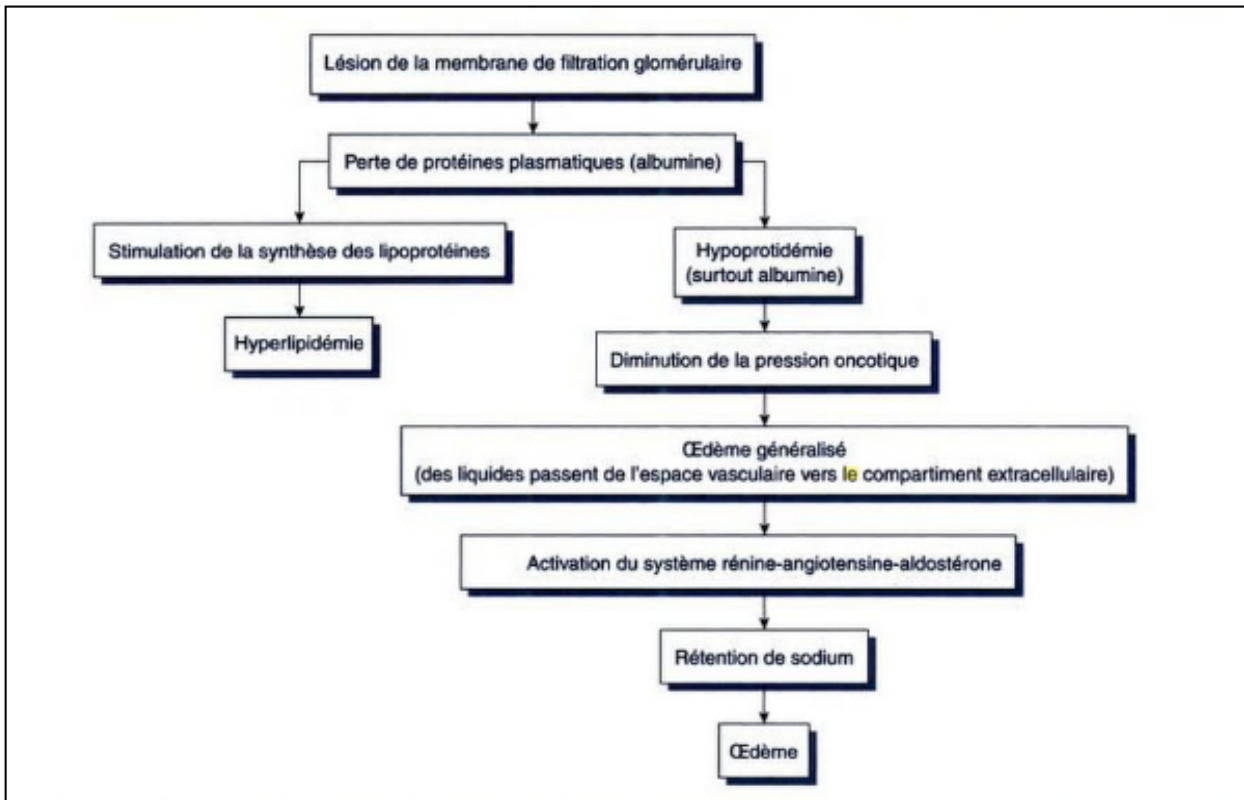 Lésion de la membrane de filtration glomérulaire
Perte de protéines plasmatiques (albumine)
Stimulation de la synthèse des lipoprotéines
Hyperlipidémie
Hypoprotidémie
(surtout albumine)
Diminution de la pression oncotique
Œdème généralisé
(des liquides passent de l'espace vasculaire vers le compartiment extracellulaire)
Activation du système rénine-angiotensine-aldostérone
Rétention de sodium
Œdème